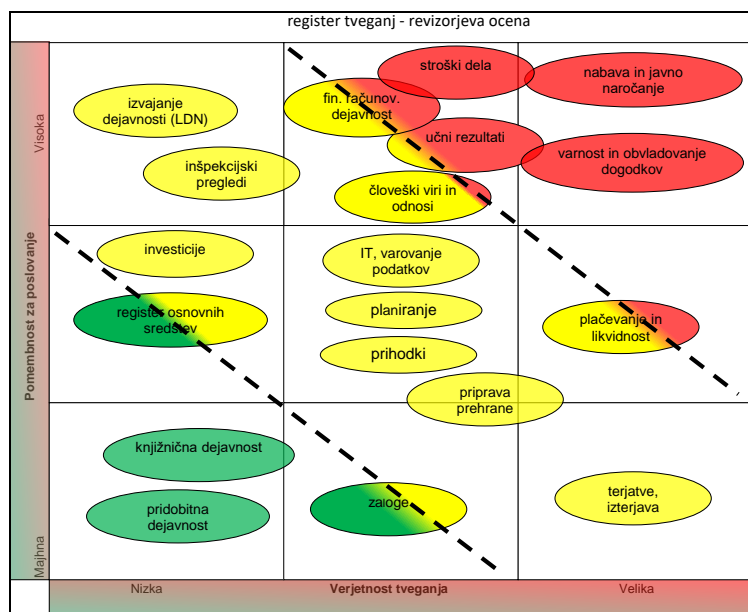 register tveganj - revizorjeva ocena
Visoka
Pomembnost za poslovanje
Majhna
stroški dela
nabava in javno
naročanje
izvajanje
dejavnosti (LDN)
fin. računov.
dejavnost
učni rezultati
varnost in obvladovanje
dogodkov
inšpekcijski
pregledi
človeški viri in
odnosi
investicije
IT, varovanje
podatkov
register osnovnih
sredstev
planiranje
plačevanje in
likvidnost
prihodki
priprava
prehrane
knjižnična dejavnost
pridobitna
dejavnost
zaloge
terjatve,
izterjava
Nizka
Verjetnost tveganja
Velika